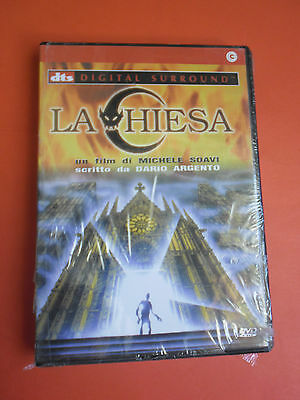 dts DIGITAL SURROUND
LA CHIESA
un film di MICHELE SOAVI
scritto da DARIO ARGENTO
DVD